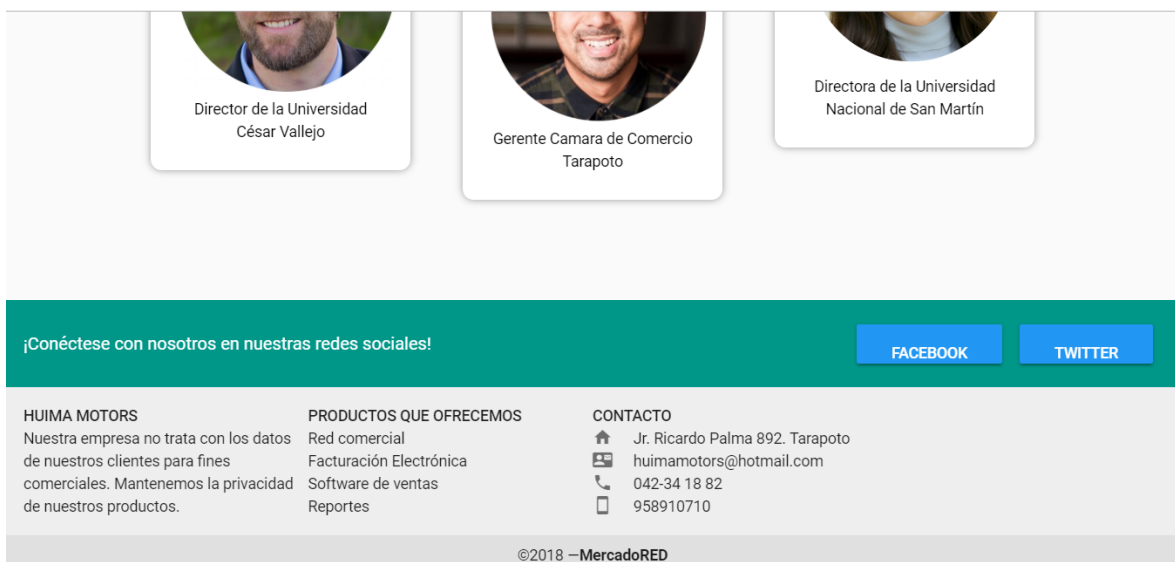 Director de la Universidad
César Vallejo
Gerente Camara de Comercio
Tarapoto
Directora de la Universidad
Nacional de San Martín
¡Conéctese con nosotros en nuestras redes sociales!
FACEBOOK
TWITTER
HUIMA MOTORS
Nuestra empresa no trata con los datos
de nuestros clientes para fines
comerciales. Mantenemos la privacidad
de nuestros productos.
PRODUCTOS QUE OFRECEMOS
Red comercial
Facturación Electrónica
Software de ventas
Reportes
CONTACTO
Jr. Ricardo Palma 892. Tarapoto
huimamotors@hotmail.com
042-34 18 82
958910710
©2018 —MercadoRED